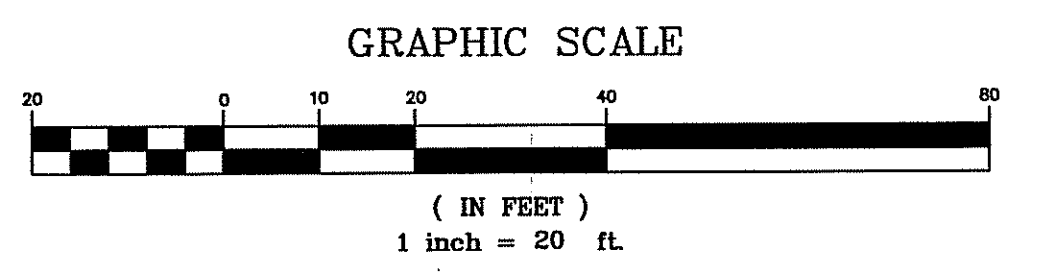 GRAPHIC SCALE
20 0 10 20 40 80
( IN FEET )
1 inch = 20 ft.